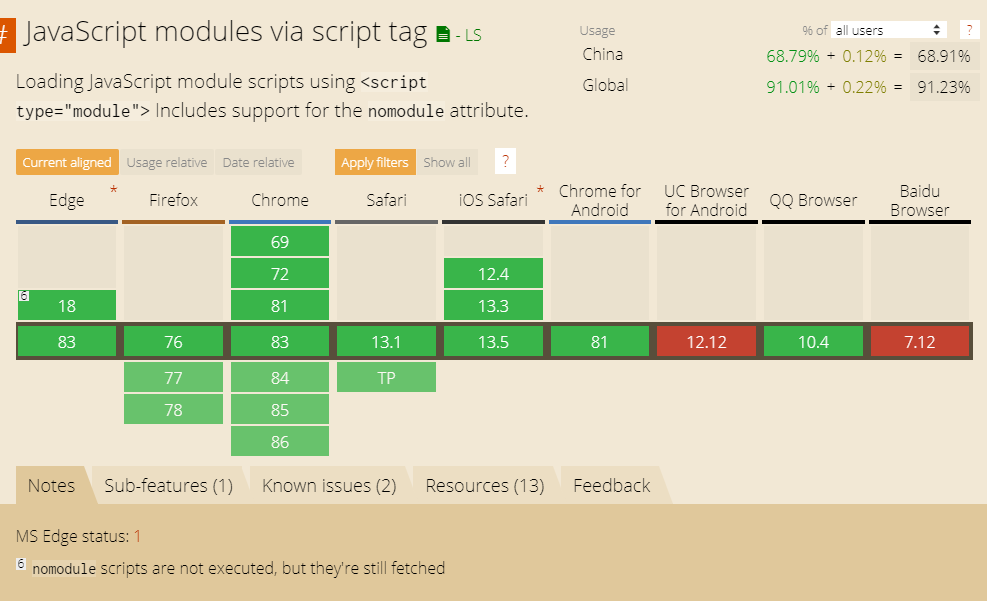 # JavaScript modules via script tag - LS
Usage % of all users ?
China 68.79% + 0.12% = 68.91%
Global 91.01% + 0.22% = 91.23%
Loading JavaScript module scripts using <script
type="module"> Includes support for the nomodule attribute.
Current aligned Usage relative Date relative Apply filters Show all ?
Edge * Firefox Chrome Safari iOS Safari * Chrome for Android UC Browser for Android QQ Browser Baidu Browser
69
72 12.4
6 18 81 13.3
83 76 83 13.1 13.5 81 12.12 10.4 7.12
77 84 TP
78 85
86
Notes Sub-features (1) Known issues (2) Resources (13) Feedback
MS Edge status: 1
6 nomodule scripts are not executed, but they're still fetched